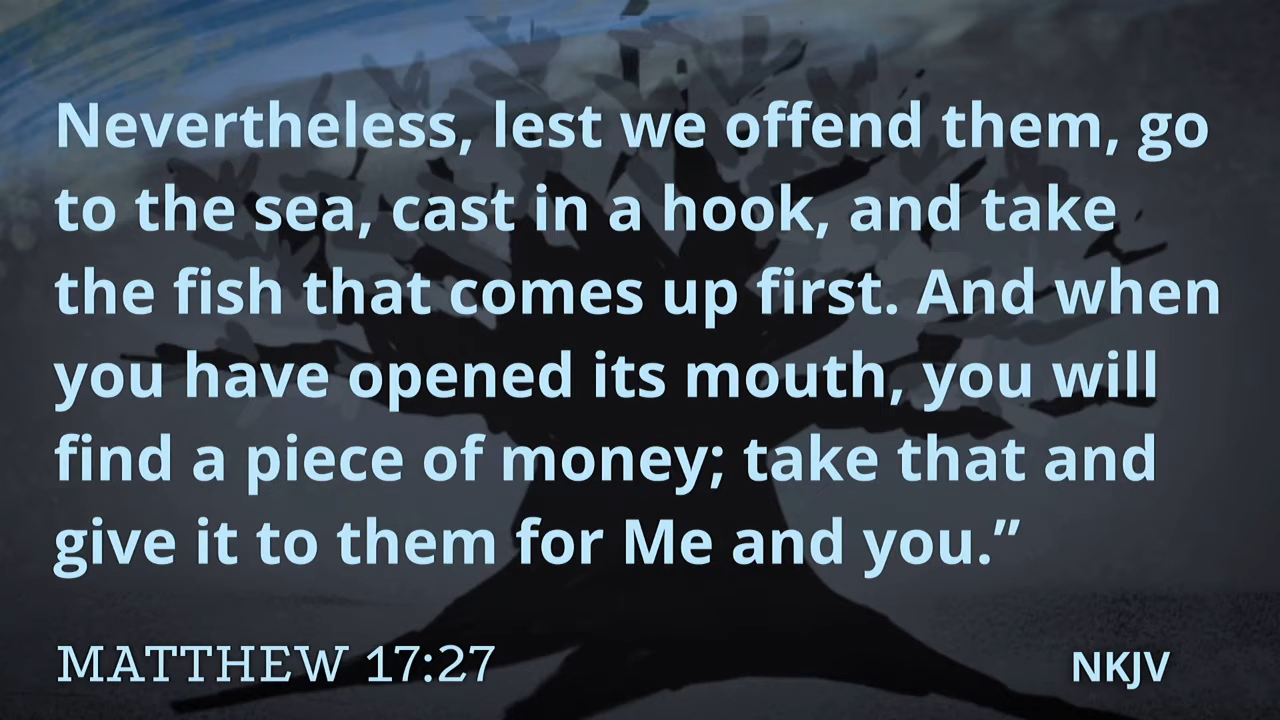 Nevertheless, lest we offend them, go
to the sea, cast in a hook, and take
the fish that comes up first. And when
you have opened its mouth, you will
find a piece of money; take that and
give it to them for Me and you.”
MATTHEW 17:27
NKJV